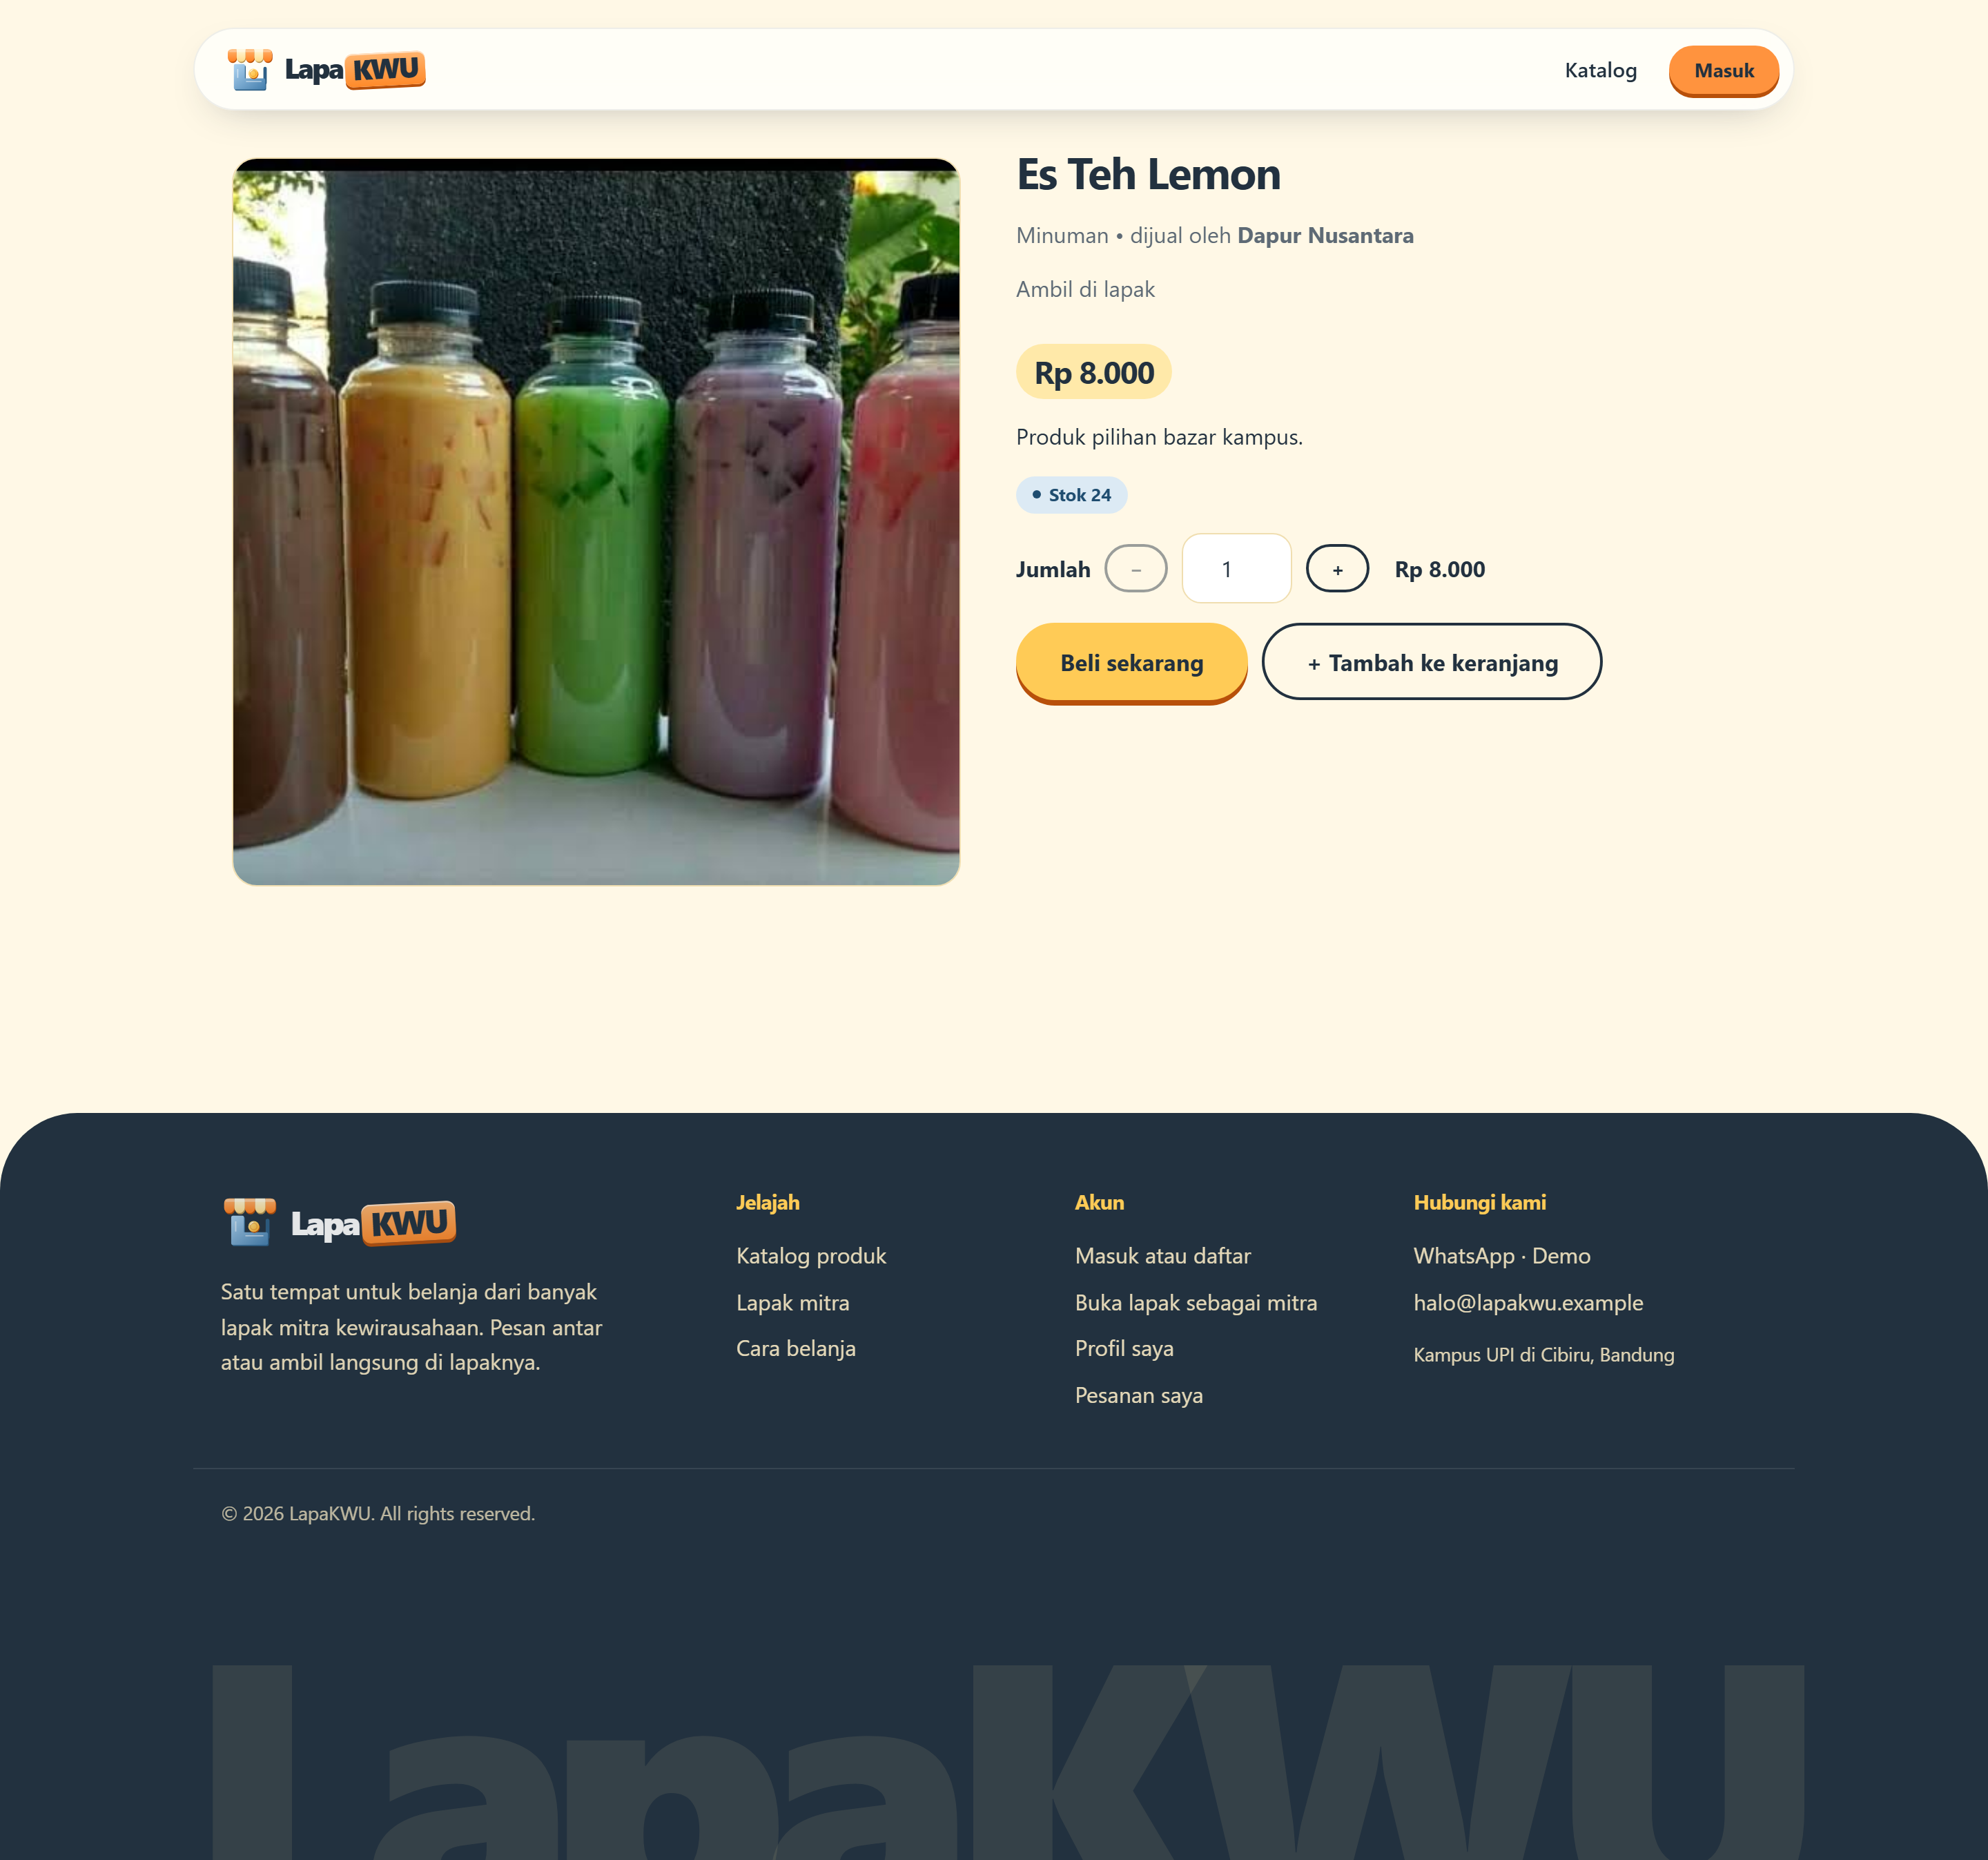 LapaKWU
Katalog
Masuk
Es Teh Lemon
Minuman • dijual oleh Dapur Nusantara
Ambil di lapak
Rp 8.000
Produk pilihan bazar kampus.
• Stok 24
Jumlah − 1 + Rp 8.000
Beli sekarang
+ Tambah ke keranjang
LapaKWU
Satu tempat untuk belanja dari banyak
lapak mitra kewirausahaan. Pesan antar
atau ambil langsung di lapaknya.
Jelajah
Katalog produk
Lapak mitra
Cara belanja
Akun
Masuk atau daftar
Buka lapak sebagai mitra
Profil saya
Pesanan saya
Hubungi kami
WhatsApp · Demo
halo@lapakwu.example
Kampus UPI di Cibiru, Bandung
© 2026 LapaKWU. All rights reserved.
LapaKWU